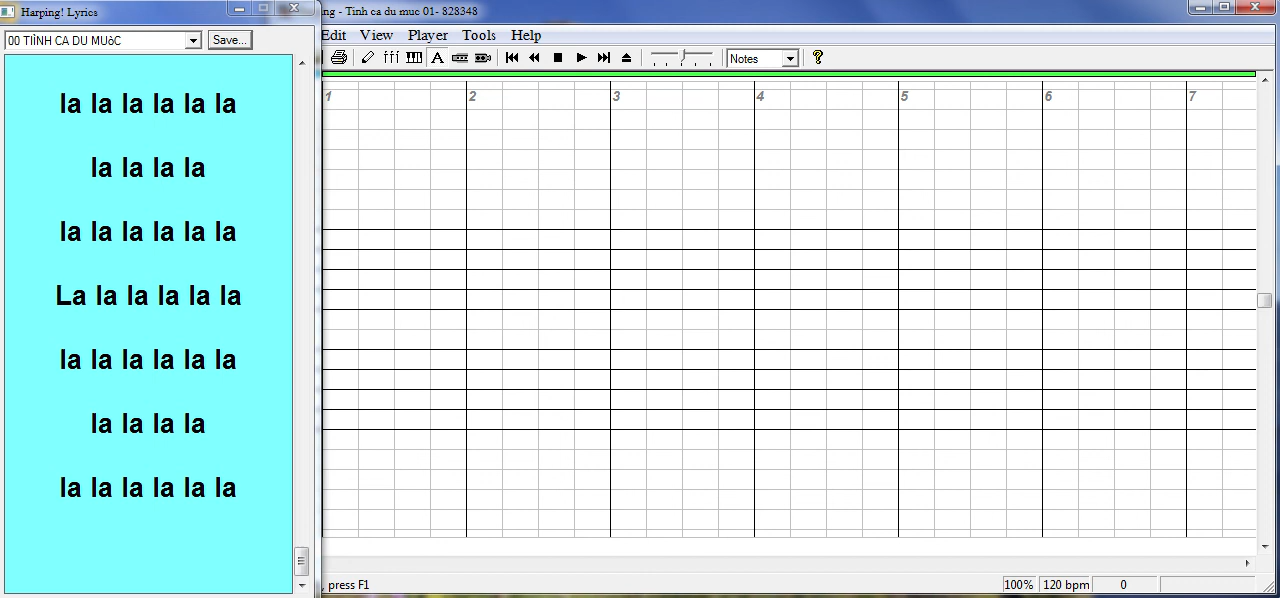 Harping! Lyrics
00 TIÌNH CA DU MUòC
Save...
la la la la la la
la la la la
la la la la la la
La la la la la la
la la la la la la
la la la la
la la la la la la
ng - Tinh ca du muc 01- 828348
Edit View Player Tools Help
A
Notes
?
1 2 3 4 5 6 7
, press F1
100% 120 bpm 0